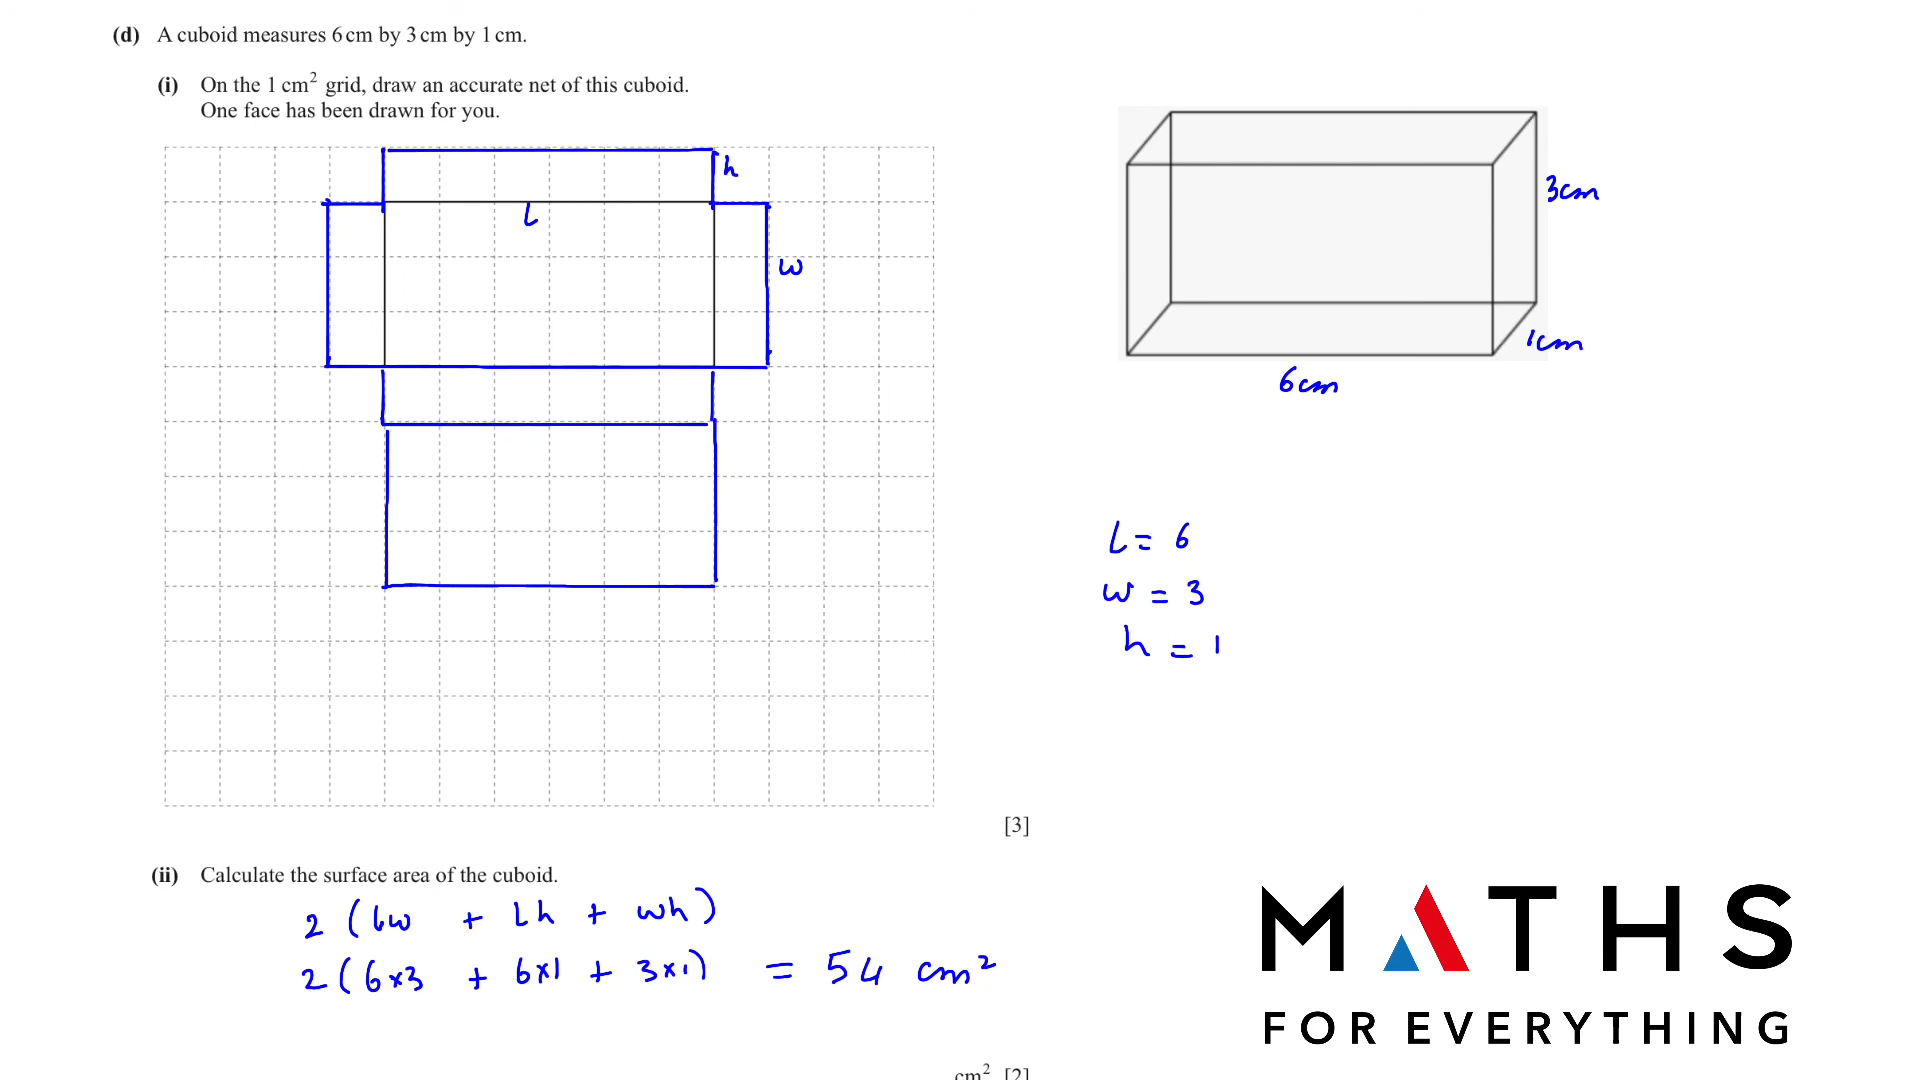 (d) A cuboid measures 6 cm by 3 cm by 1 cm.
(i) On the 1 cm² grid, draw an accurate net of this cuboid.
One face has been drawn for you.
h
L
w
3cm
1cm
6cm
L = 6
w = 3
h = 1
[3]
(ii) Calculate the surface area of the cuboid.
2 (Lw + Lh + wh)
2 (6×3 + 6×1 + 3×1) = 54 cm²
MATHS
FOR EVERYTHING
cm² [2]